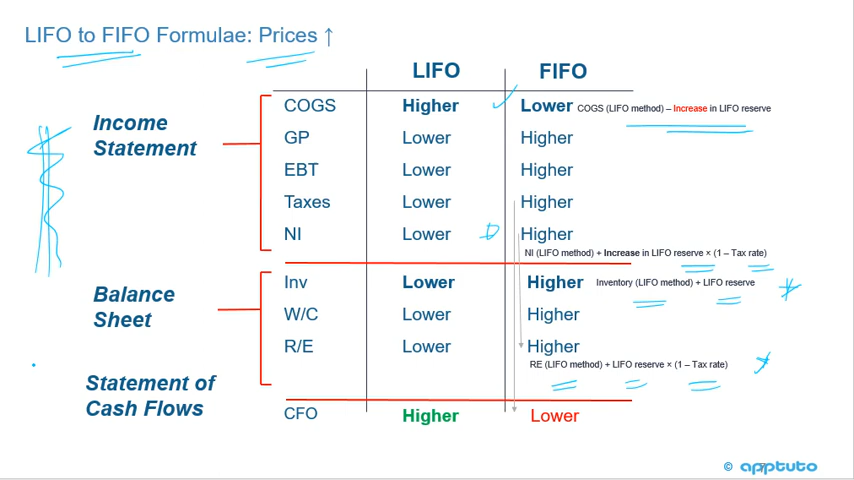 LIFO to FIFO Formulae: Prices ↑
LIFO FIFO
Income Statement
COGS Higher Lower COGS (LIFO method) – Increase in LIFO reserve
GP Lower Higher
EBT Lower Higher
Taxes Lower Higher
NI Lower Higher
NI (LIFO method) + Increase in LIFO reserve × (1 – Tax rate)
Balance Sheet
Inv Lower Higher Inventory (LIFO method) + LIFO reserve
W/C Lower Higher
R/E Lower Higher
RE (LIFO method) + LIFO reserve × (1 – Tax rate)
Statement of Cash Flows
CFO Higher Lower
© apptuto